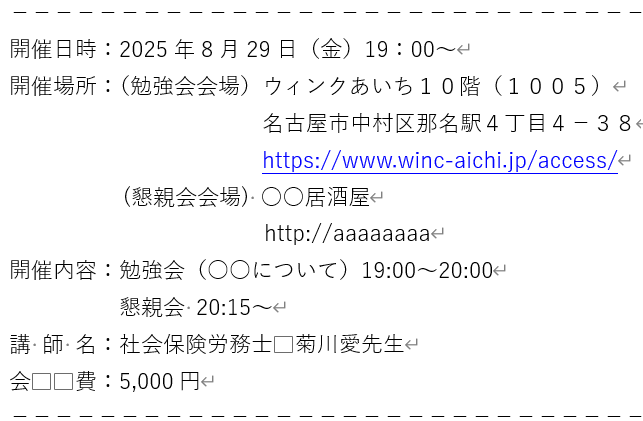 －－－－－－－－－－－－－－－－－－－－－－－－－－－－－
開催日時：2025 年 8 月 29 日（金）19：00～
開催場所：（勉強会会場）ウィンクあいち１０階（１００５）
名古屋市中村区那名駅４丁目４－３８
https://www.winc-aichi.jp/access/
（懇親会会場） 〇〇居酒屋
http://aaaaaaaa
開催内容：勉強会（〇〇について）19:00～20:00
懇親会 20:15～
講 師 名：社会保険労務士　菊川愛先生
会　　費：5,000 円
－－－－－－－－－－－－－－－－－－－－－－－－－－－－－